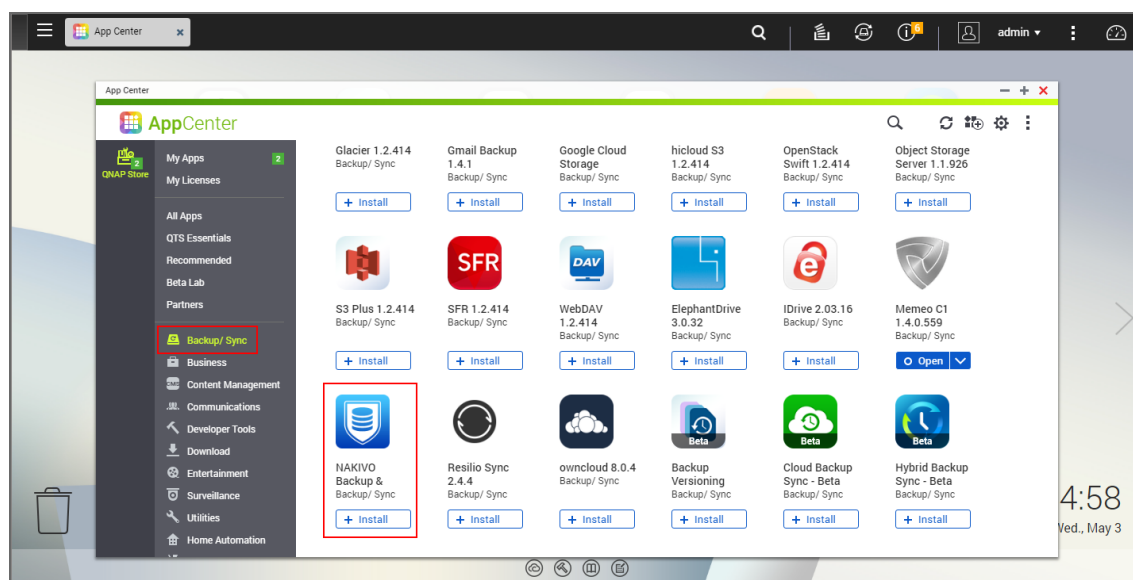 App Center
6
admin
App Center
AppCenter
QNAP Store
2
My Apps
2
My Licenses
All Apps
QTS Essentials
Recommended
Beta Lab
Partners
Backup/ Sync
Business
CMS
Content Management
Communications
Developer Tools
Download
Entertainment
Surveillance
Utilities
Home Automation
Glacier 1.2.414
Backup/ Sync
+ Install
Gmail Backup
1.4.1
Backup/ Sync
+ Install
Google Cloud
Storage
Backup/ Sync
+ Install
hicloud S3
1.2.414
Backup/ Sync
+ Install
OpenStack
Swift 1.2.414
Backup/ Sync
+ Install
Object Storage
Server 1.1.926
Backup/ Sync
+ Install
S3 Plus 1.2.414
Backup/ Sync
+ Install
SFR
SFR 1.2.414
Backup/ Sync
+ Install
DAV
WebDAV
1.2.414
Backup/ Sync
+ Install
ElephantDrive
3.0.32
Backup/ Sync
+ Install
e
IDrive 2.03.16
Backup/ Sync
+ Install
Memeo C1
1.4.0.559
Backup/ Sync
Open
NAKIVO
Backup &
Backup/ Sync
+ Install
Resilio Sync
2.4.4
Backup/ Sync
+ Install
owncloud 8.0.4
Backup/ Sync
+ Install
Beta
Backup
Versioning
Backup/ Sync
+ Install
Beta
Cloud Backup
Sync - Beta
Backup/ Sync
+ Install
Beta
Hybrid Backup
Sync - Beta
Backup/ Sync
+ Install
4:58
Wed., May 3